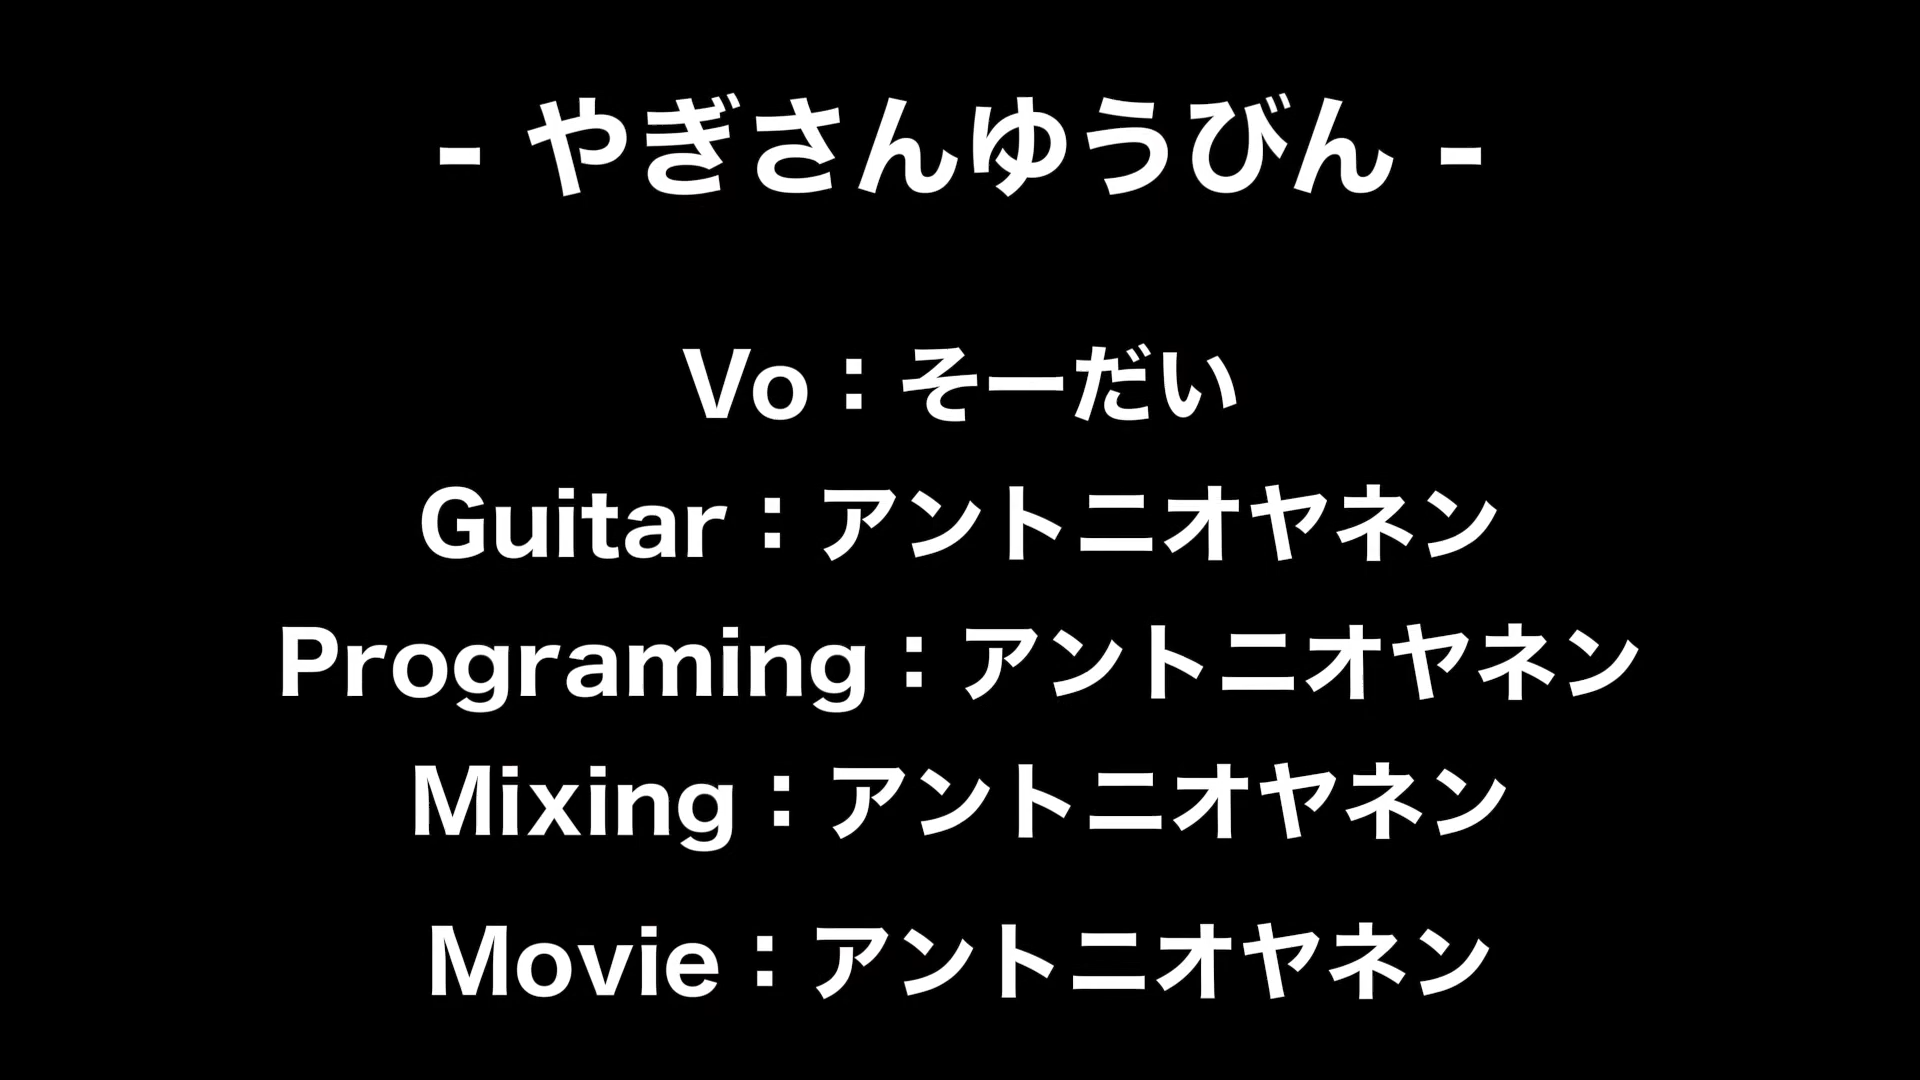 - やぎさんゆうびん -
Vo：そーだい
Guitar：アントニオヤネン
Programing：アントニオヤネン
Mixing：アントニオヤネン
Movie：アントニオヤネン